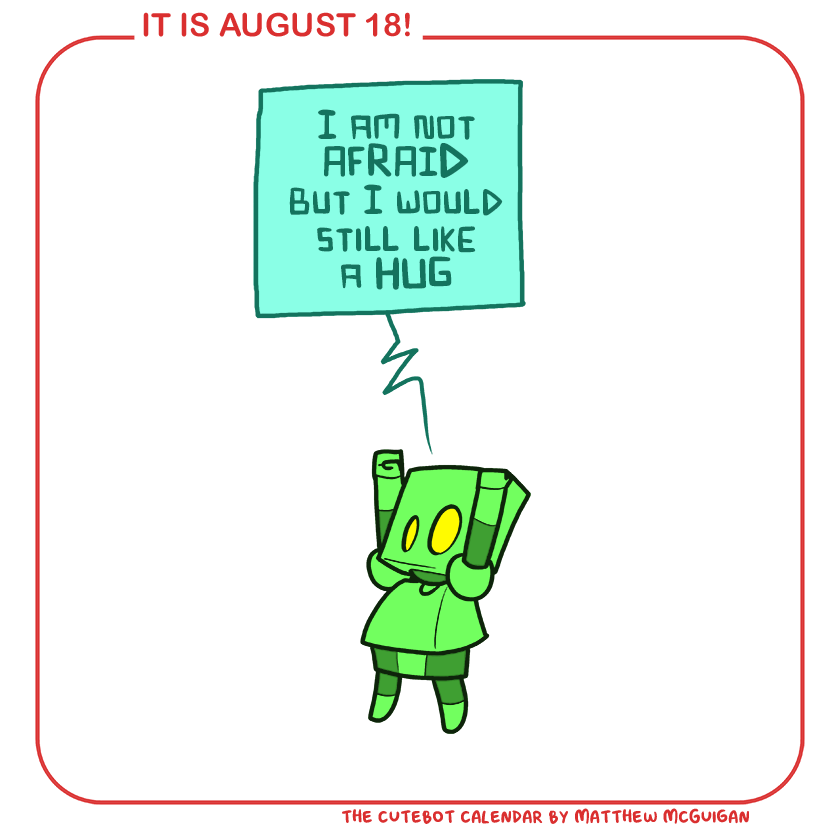 IT IS AUGUST 18!
I AM NOT
AFRAID
BUT I WOULD
STILL LIKE
A HUG
THE CUTEBOT CALENDAR BY MATTHEW MCGUIGAN